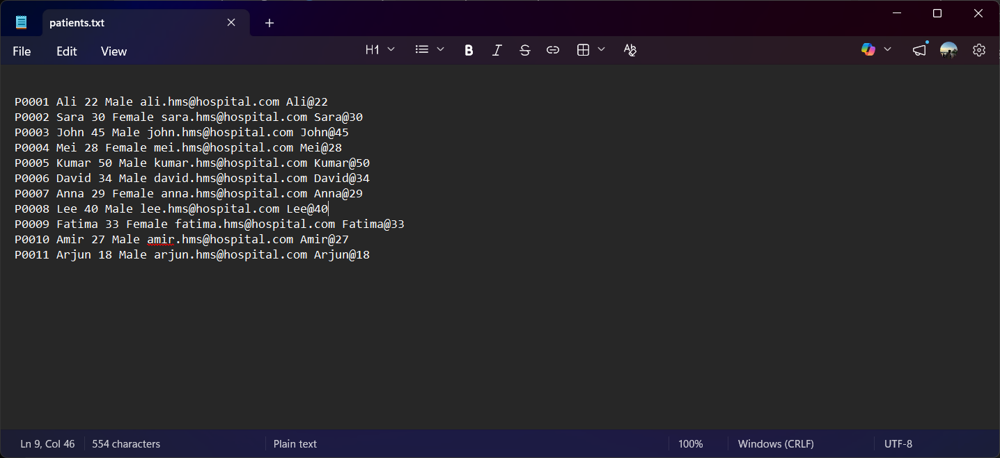 patients.txt
File Edit View H1 B I S
P0001 Ali 22 Male ali.hms@hospital.com Ali@22
P0002 Sara 30 Female sara.hms@hospital.com Sara@30
P0003 John 45 Male john.hms@hospital.com John@45
P0004 Mei 28 Female mei.hms@hospital.com Mei@28
P0005 Kumar 50 Male kumar.hms@hospital.com Kumar@50
P0006 David 34 Male david.hms@hospital.com David@34
P0007 Anna 29 Female anna.hms@hospital.com Anna@29
P0008 Lee 40 Male lee.hms@hospital.com Lee@40
P0009 Fatima 33 Female fatima.hms@hospital.com Fatima@33
P0010 Amir 27 Male amir.hms@hospital.com Amir@27
P0011 Arjun 18 Male arjun.hms@hospital.com Arjun@18
Ln 9, Col 46 554 characters Plain text 100% Windows (CRLF) UTF-8